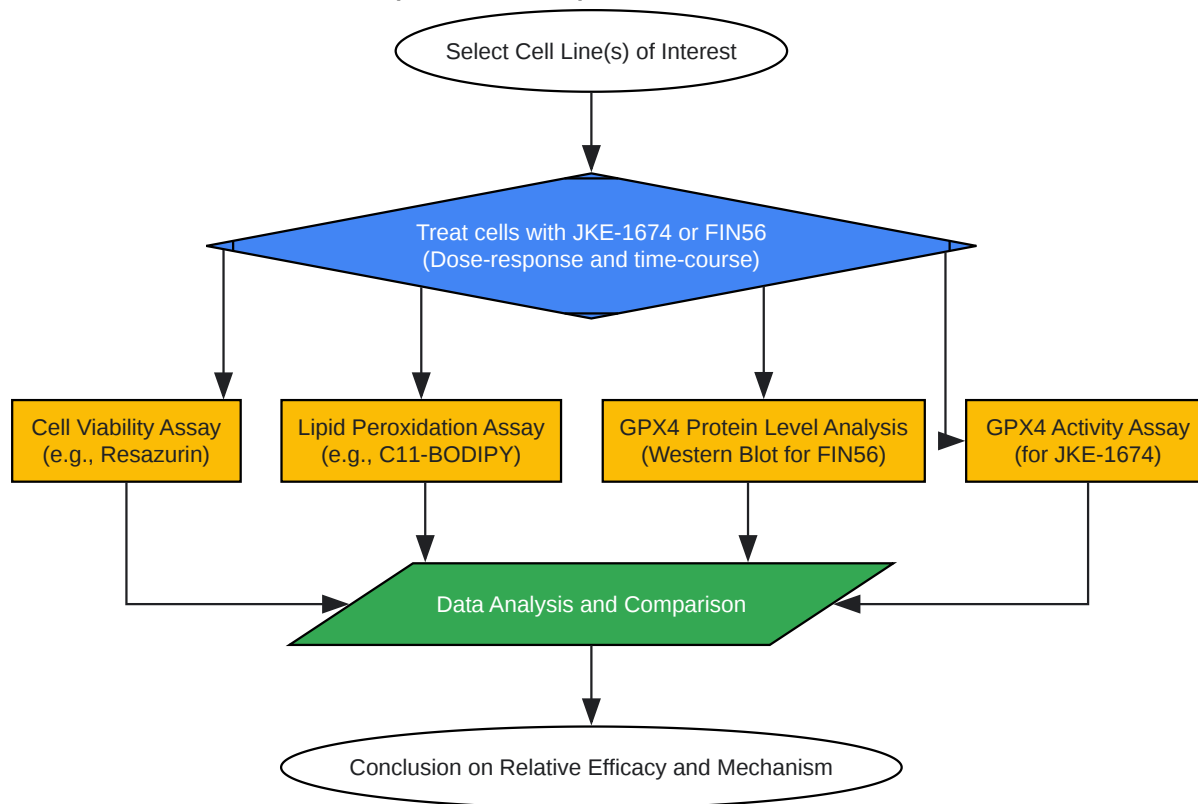 Select Cell Line(s) of Interest
Treat cells with JKE-1674 or FIN56
(Dose-response and time-course)
Cell Viability Assay
(e.g., Resazurin)
Lipid Peroxidation Assay
(e.g., C11-BODIPY)
GPX4 Protein Level Analysis
(Western Blot for FIN56)
GPX4 Activity Assay
(for JKE-1674)
Data Analysis and Comparison
Conclusion on Relative Efficacy and Mechanism